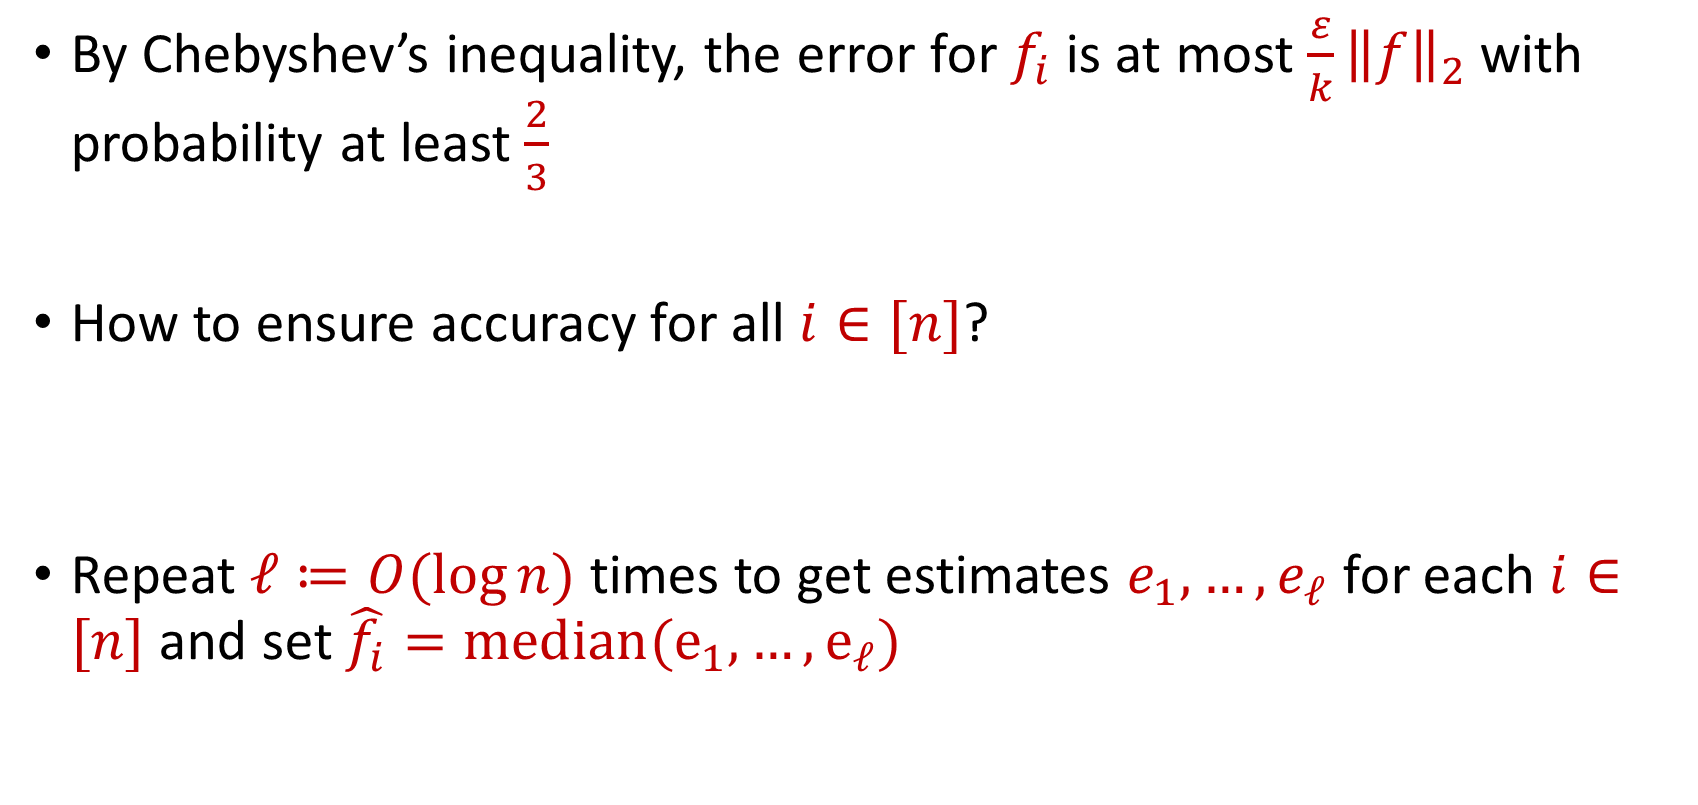 • By Chebyshev’s inequality, the error for f_i is at most ε/k ‖f‖_2 with
probability at least 2/3
• How to ensure accuracy for all i ∈ [n]?
• Repeat ℓ ≔ O(log n) times to get estimates e_1, … , e_ℓ for each i ∈
[n] and set f̂_i = median(e_1, … , e_ℓ)